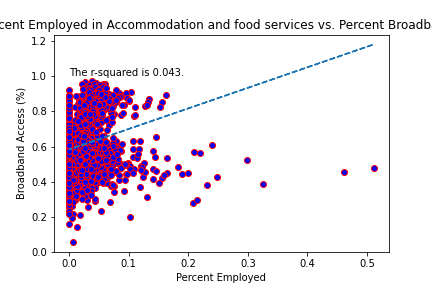 cent Employed in Accommodation and food services vs. Percent Broadba
The r-squared is 0.043.
Broadband Access (%)
1.2
1.0
0.8
0.6
0.4
0.2
0.0
0.0 0.1 0.2 0.3 0.4 0.5
Percent Employed